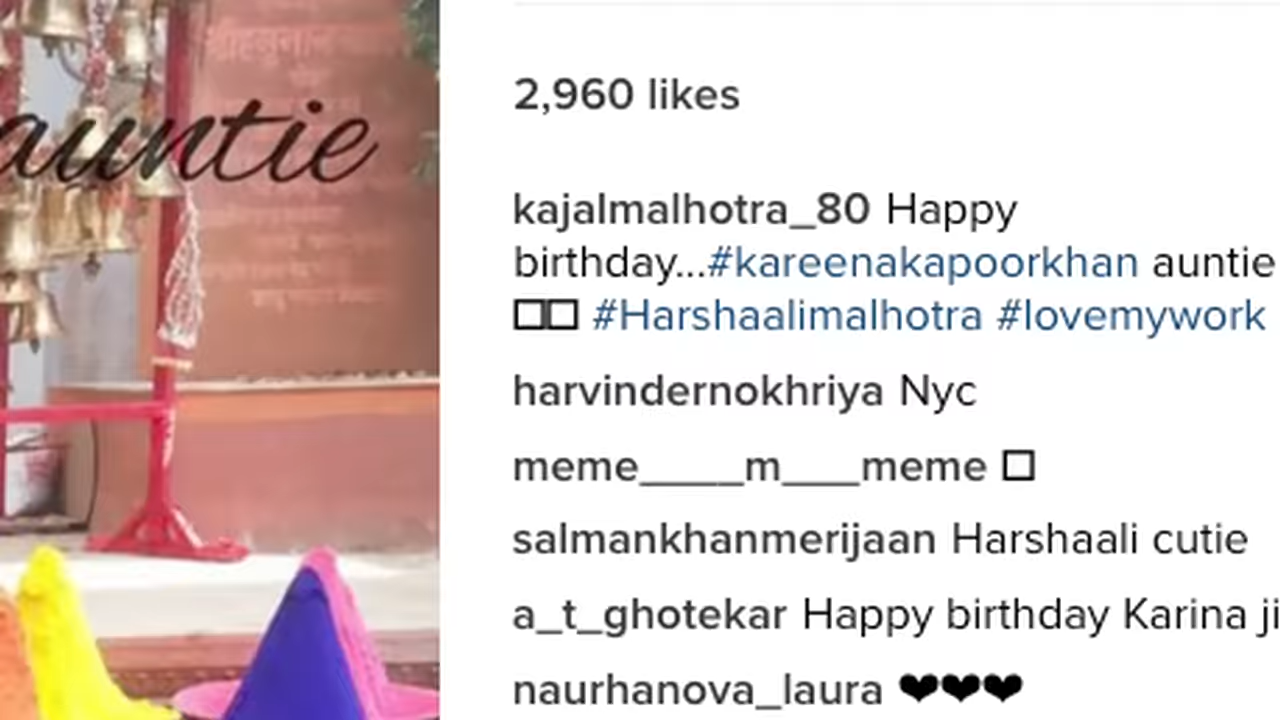 auntie
2,960 likes
kajalmalhotra_80 Happy
birthday...#kareenakapoorkhan auntie
□□ #Harshaalimalhotra #lovemywork
harvindernokhriya Nyc
meme____m___meme □
salmankhanmerijaan Harshaali cutie
a_t_ghotekar Happy birthday Karina ji
naurhanova_laura ❤❤❤